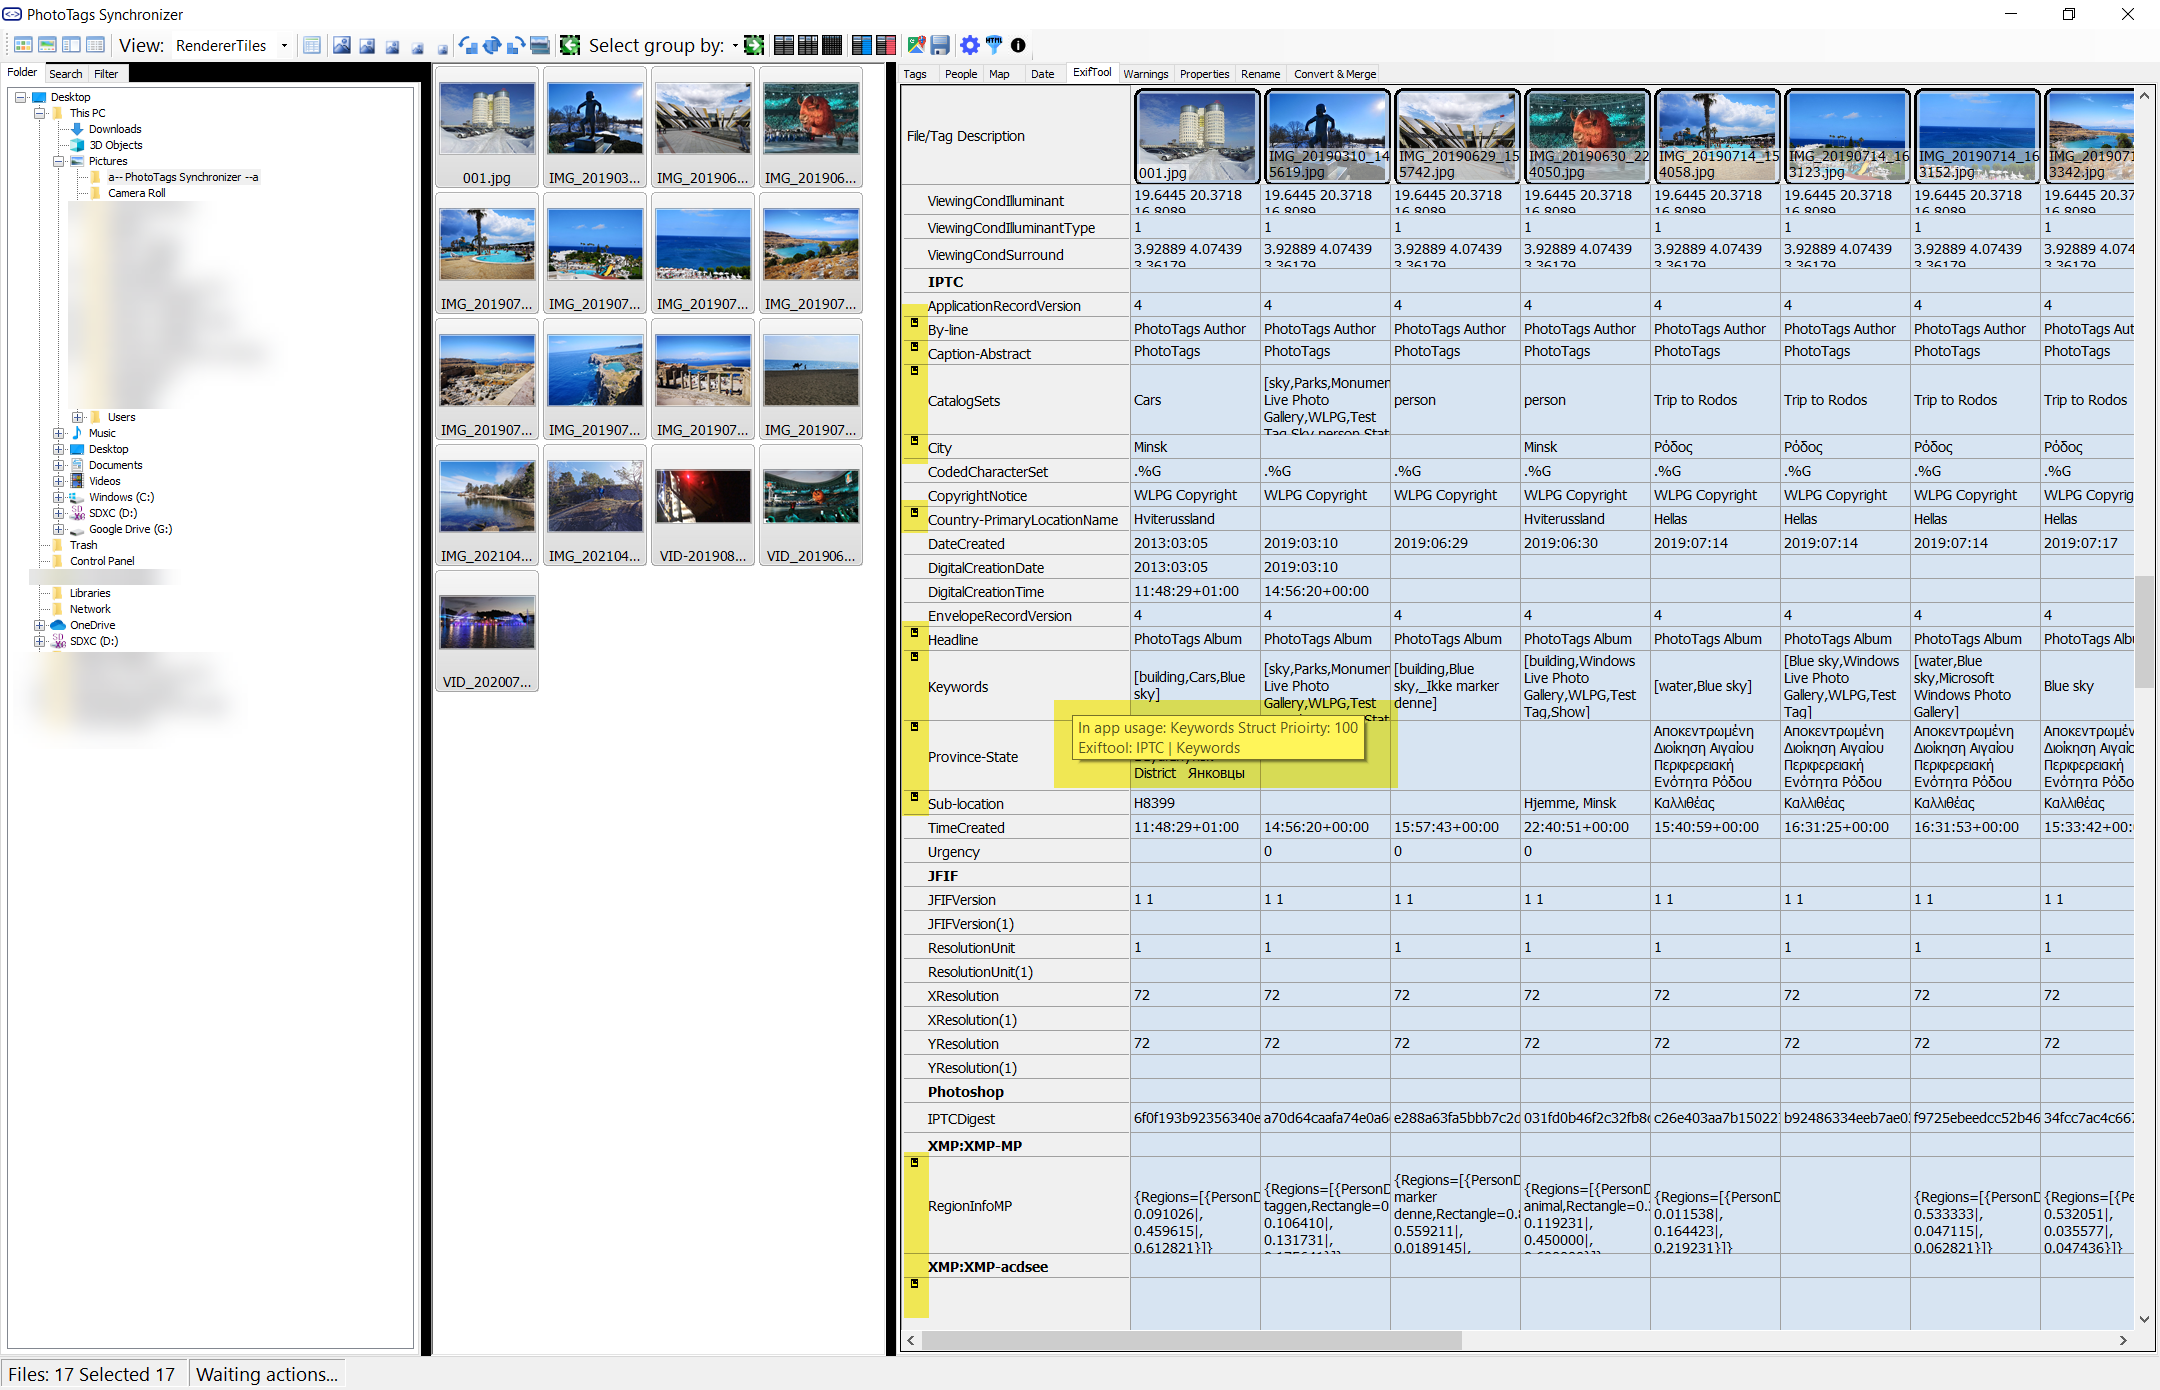 PhotoTags Synchronizer
View: RendererTiles
Select group by:
HTML
Folder Search Filter
Desktop
This PC
Downloads
3D Objects
Pictures
a-- PhotoTags Synchronizer --a
Camera Roll
Users
Music
Desktop
Documents
Videos
Windows (C:)
SDXC (D:)
Google Drive (G:)
Trash
Control Panel
Libraries
Network
OneDrive
SDXC (D:)
001.jpg IMG_201903... IMG_201906... IMG_201906...
IMG_201907... IMG_201907... IMG_201907... IMG_201907...
IMG_201907... IMG_201907... IMG_201907... IMG_201907...
IMG_202104... IMG_202104... VID-201908... VID_201906...
VID_202007...
Tags People Map Date ExifTool Warnings Properties Rename Convert & Merge
File/Tag Description
001.jpg
IMG_20190310_14
5619.jpg
IMG_20190629_15
5742.jpg
IMG_20190630_22
4050.jpg
IMG_20190714_15
4058.jpg
IMG_20190714_16
3123.jpg
IMG_20190714_16
3152.jpg
IMG_2019071
3342.jpg
ViewingCondIlluminant
19.6445 20.3718 19.6445 20.3718 19.6445 20.3718 19.6445 20.3718 19.6445 20.3718 19.6445 20.3718 19.6445 20.3718 19.6445 20.37
16.8089 16.8089 16.8089 16.8089 16.8089 16.8089 16.8089 16.8089
ViewingCondIlluminantType 1 1 1 1 1 1 1 1
ViewingCondSurround
3.92889 4.07439 3.92889 4.07439 3.92889 4.07439 3.92889 4.07439 3.92889 4.07439 3.92889 4.07439 3.92889 4.07439 3.92889 4.074
3.36179 3.36179 3.36179 3.36179 3.36179 3.36179 3.36179 3.36179
IPTC
ApplicationRecordVersion 4 4 4 4 4 4 4 4
By-line PhotoTags Author PhotoTags Author PhotoTags Author PhotoTags Author PhotoTags Author PhotoTags Author PhotoTags Author PhotoTags Aut
Caption-Abstract PhotoTags PhotoTags PhotoTags PhotoTags PhotoTags PhotoTags PhotoTags PhotoTags
CatalogSets
Cars
[sky,Parks,Monumen
Live Photo
Gallery,WLPG,Test
Tag,Sky,person,Stat
person
person
Trip to Rodos
Trip to Rodos
Trip to Rodos
Trip to Rodos
City Minsk Minsk Ρόδος Ρόδος Ρόδος Ρόδος
CodedCharacterSet .%G .%G .%G .%G .%G .%G .%G .%G
CopyrightNotice WLPG Copyright WLPG Copyright WLPG Copyright WLPG Copyright WLPG Copyright WLPG Copyright WLPG Copyright WLPG Copyrig
Country-PrimaryLocationName Hviterussland Hviterussland Hellas Hellas Hellas Hellas
DateCreated 2013:03:05 2019:03:10 2019:06:29 2019:06:30 2019:07:14 2019:07:14 2019:07:14 2019:07:17
DigitalCreationDate 2013:03:05 2019:03:10
DigitalCreationTime 11:48:29+01:00 14:56:20+00:00
EnvelopeRecordVersion 4 4 4 4 4 4 4 4
Headline PhotoTags Album PhotoTags Album PhotoTags Album PhotoTags Album PhotoTags Album PhotoTags Album PhotoTags Album PhotoTags Alb
Keywords
[building,Cars,Blue
sky]
[sky,Parks,Monumen
Live Photo
Gallery,WLPG,Test
[building,Blue
sky,_Ikke marker
denne]
[building,Windows
Live Photo
Gallery,WLPG,Test
Tag,Show]
[water,Blue sky]
[Blue sky,Windows
Live Photo
Gallery,WLPG,Test
Tag]
[water,Blue
sky,Microsoft
Windows Photo
Gallery]
Blue sky
In app usage: Keywords Struct Prioirty: 100
Exiftool: IPTC | Keywords
Province-State
District Янковцы
Αποκεντρωμένη
Διοίκηση Αιγαίου
Περιφερειακή
Ενότητα Ρόδου
Αποκεντρωμένη
Διοίκηση Αιγαίου
Περιφερειακή
Ενότητα Ρόδου
Αποκεντρωμένη
Διοίκηση Αιγαίου
Περιφερειακή
Ενότητα Ρόδου
Αποκεντρωμέν
Διοίκηση Αιγαίο
Περιφερειακή
Ενότητα Ρόδο
Sub-location H8399 Hjemme, Minsk Καλλιθέας Καλλιθέας Καλλιθέας Καλλιθέας
TimeCreated 11:48:29+01:00 14:56:20+00:00 15:57:43+00:00 22:40:51+00:00 15:40:59+00:00 16:31:25+00:00 16:31:53+00:00 15:33:42+00:
Urgency 0 0 0
JFIF
JFIFVersion 1 1 1 1 1 1 1 1 1 1 1 1 1 1 1 1
JFIFVersion(1)
ResolutionUnit 1 1 1 1 1 1 1 1
ResolutionUnit(1)
XResolution 72 72 72 72 72 72 72 72
XResolution(1)
YResolution 72 72 72 72 72 72 72 72
YResolution(1)
Photoshop
IPTCDigest 6f0f193b92356340e a70d64caafa74e0a6 e288a63fa5bbb7c2d 031fd0b46f2c32fb8 c26e403aa7b15022 b92486334eeb7ae0 f9725ebeedcc52b46 34fcc7ac4c667
XMP:XMP-MP
RegionInfoMP
{Regions=[{PersonD
0.091026|,
0.459615|,
0.612821}]}
{Regions=[{PersonD
taggen,Rectangle=0
0.106410|,
0.131731|,
0.175641}]}
{Regions=[{PersonD
marker
denne,Rectangle=0.
0.559211|,
0.0189145|,
{Regions=[{PersonD
animal,Rectangle=0.
0.119231|,
0.450000|,
0.600000}]}
{Regions=[{PersonD
0.011538|,
0.164423|,
0.219231}]}
{Regions=[{PersonD
0.533333|,
0.047115|,
0.062821}]}
{Regions=[{Pe
0.532051|,
0.035577|,
0.047436}]}
XMP:XMP-acdsee
Files: 17 Selected 17 Waiting actions...